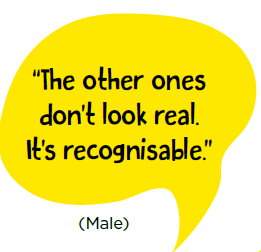 “The other ones
don't look real.
It's recognisable.”
(Male)